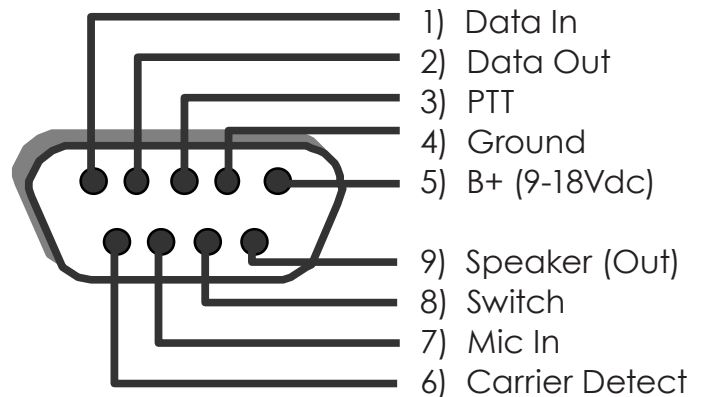 1) Data In
2) Data Out
3) PTT
4) Ground
5) B+ (9-18Vdc)
9) Speaker (Out)
8) Switch
7) Mic In
6) Carrier Detect